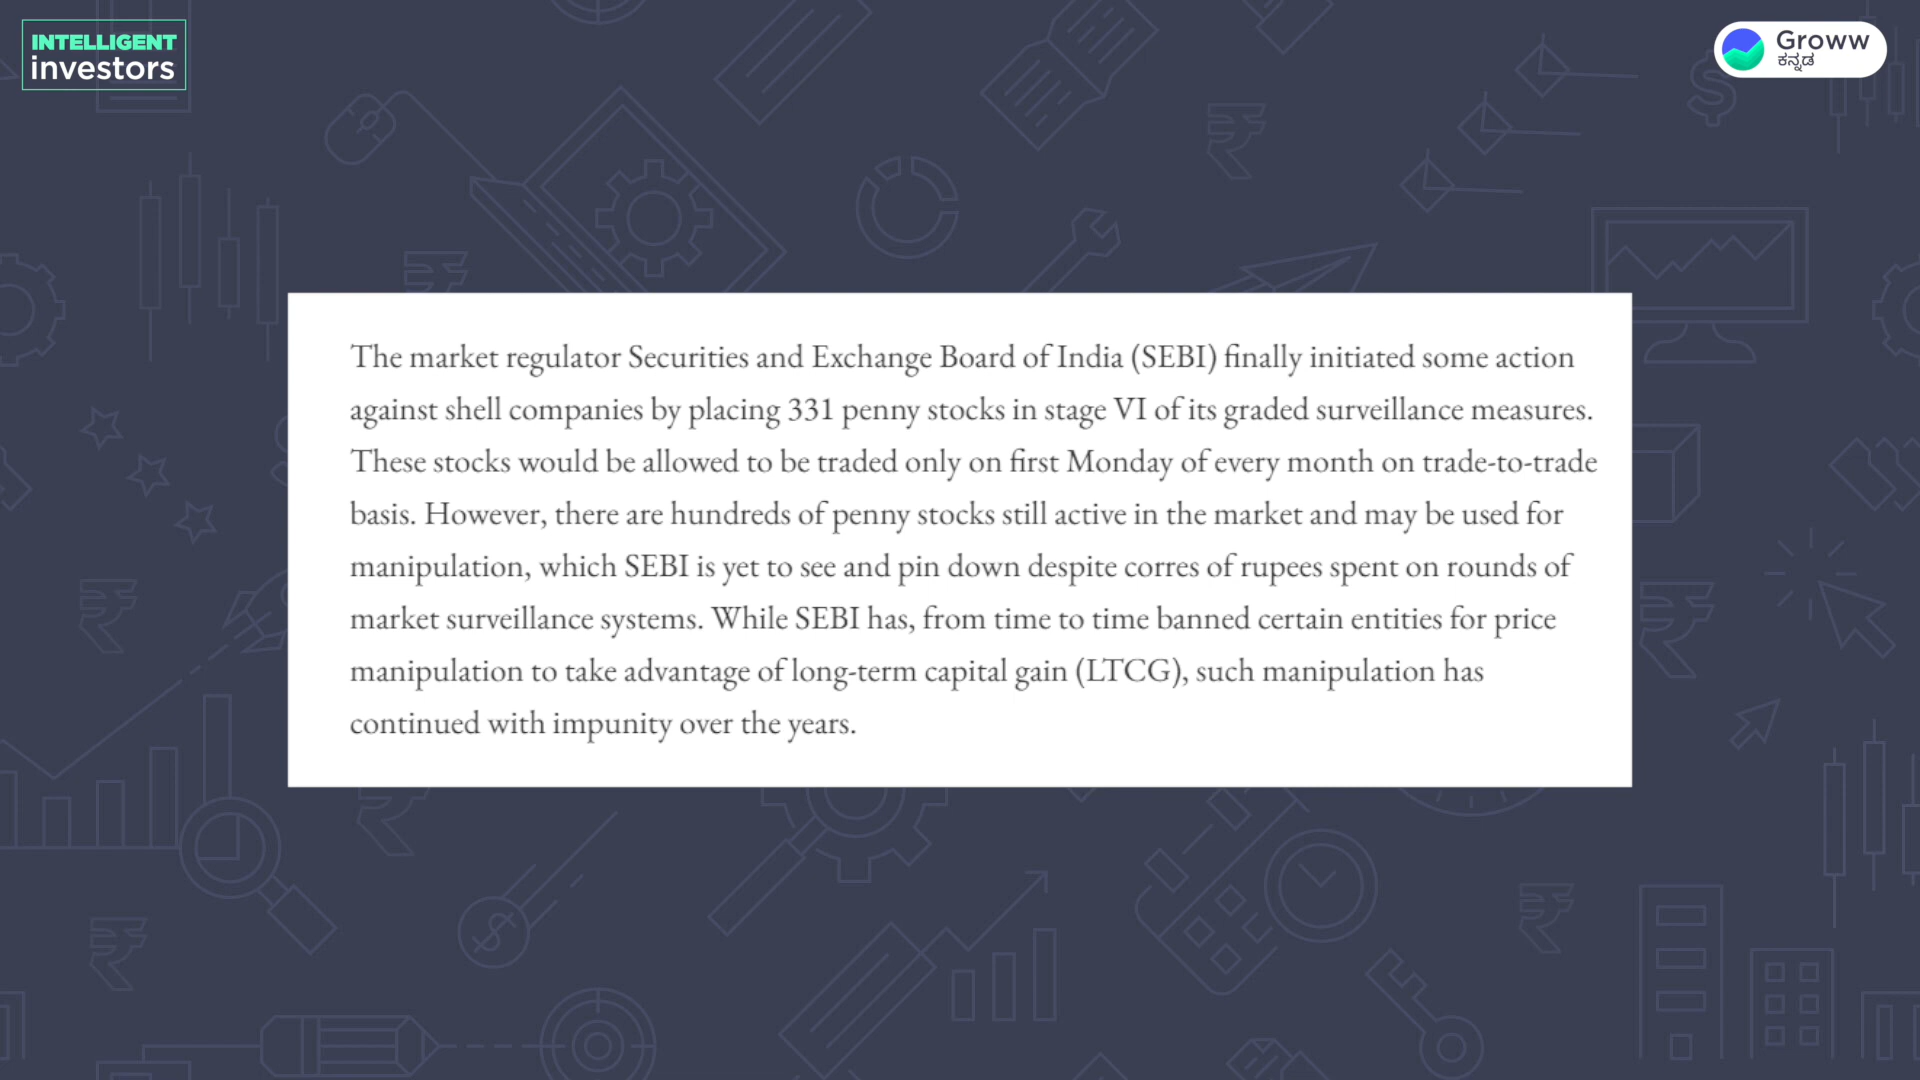 INTELLIGENT
investors
Groww
ಕನ್ನಡ
The market regulator Securities and Exchange Board of India (SEBI) finally initiated some action
against shell companies by placing 331 penny stocks in stage VI of its graded surveillance measures.
These stocks would be allowed to be traded only on first Monday of every month on trade-to-trade
basis. However, there are hundreds of penny stocks still active in the market and may be used for
manipulation, which SEBI is yet to see and pin down despite corres of rupees spent on rounds of
market surveillance systems. While SEBI has, from time to time banned certain entities for price
manipulation to take advantage of long-term capital gain (LTCG), such manipulation has
continued with impunity over the years.